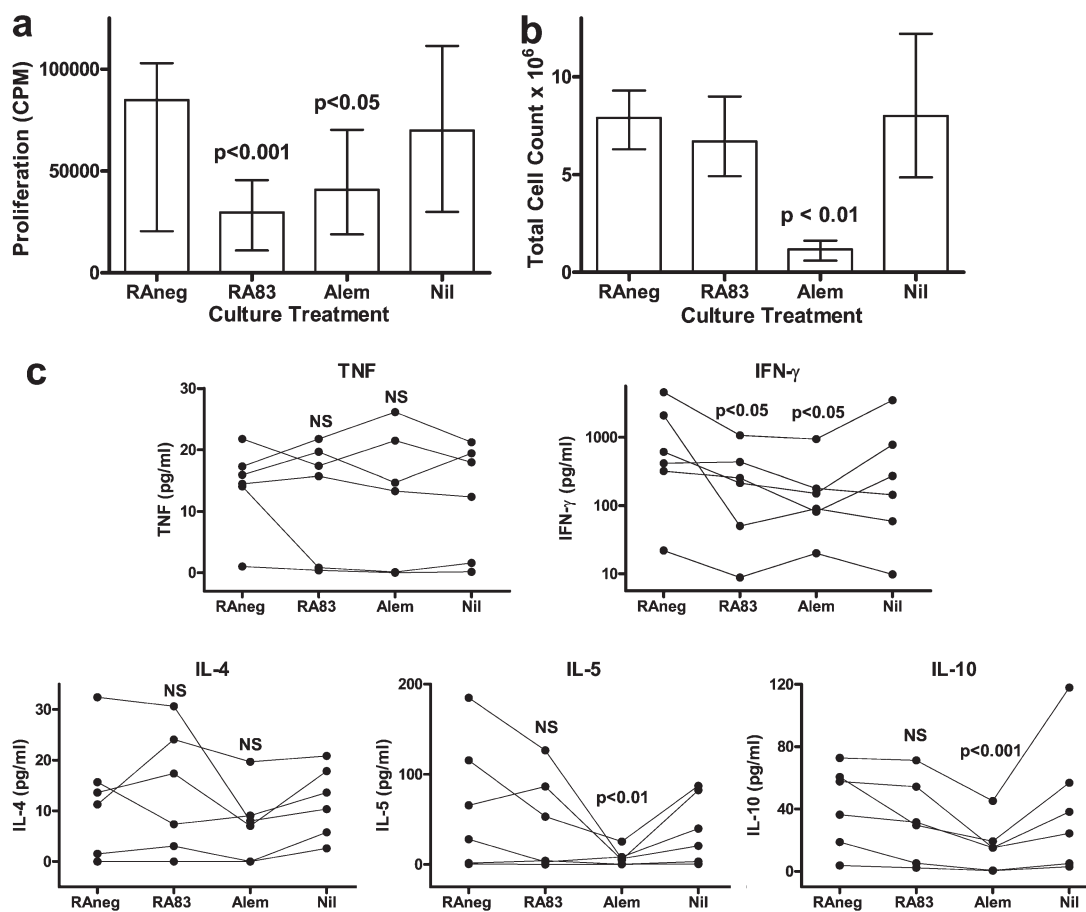 a
Proliferation (CPM)
100000
50000
0
p<0.001
p<0.05
RAneg RA83 Alem Nil
Culture Treatment
b
Total Cell Count x 10⁶
10
5
0
p < 0.01
RAneg RA83 Alem Nil
Culture Treatment
c
TNF
TNF (pg/ml)
30
20
10
0
NS
NS
RAneg RA83 Alem Nil
IFN-γ
IFN-γ (pg/ml)
1000
100
10
p<0.05
p<0.05
RAneg RA83 Alem Nil
IL-4
IL-4 (pg/ml)
30
20
10
0
NS
NS
RAneg RA83 Alem Nil
IL-5
IL-5 (pg/ml)
200
100
0
NS
p<0.01
RAneg RA83 Alem Nil
IL-10
IL-10 (pg/ml)
120
80
40
0
NS
p<0.001
RAneg RA83 Alem Nil